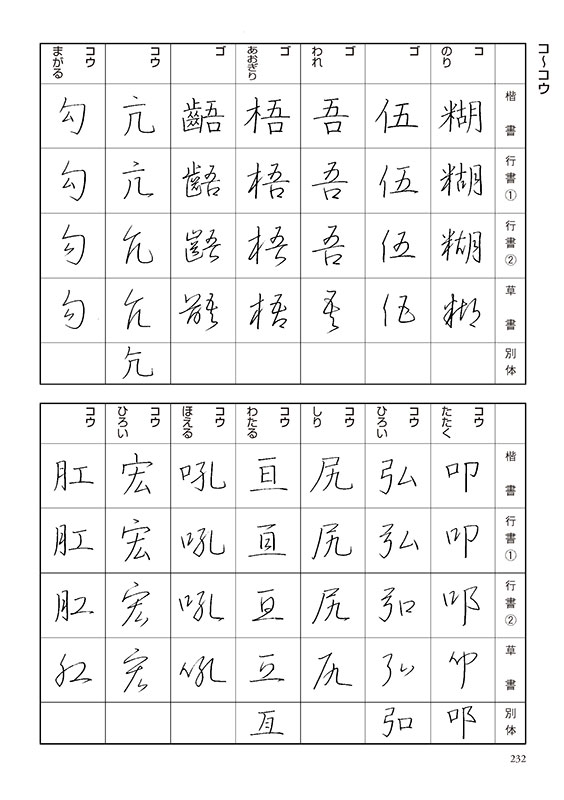 コ〜コウ
楷書
行書①
行書②
草書
別体
コ
のり
糊
糊
糊
糊
ゴ
伍
伍
伍
伍
ゴ
われ
吾
吾
吾
吾
ゴ
あおぎり
梧
梧
梧
梧
ゴ
齬
齬
齬
齬
コウ
亢
亢
亢
亢
亢
コウ
まがる
勾
勾
勾
勾
楷書
行書①
行書②
草書
別体
コウ
たたく
叩
叩
叩
叩
叩
コウ
ひろい
弘
弘
弘
弘
弘
コウ
しり
尻
尻
尻
尻
コウ
わたる
亘
亘
亘
亘
亙
コウ
ほえる
吼
吼
吼
吼
コウ
ひろい
宏
宏
宏
宏
コウ
肛
肛
肛
肛
232